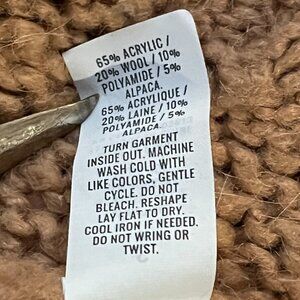 65% ACRYLIC /
20% WOOL / 10%
POLYAMIDE / 5%
ALPACA.
65% ACRYLIQUE /
20% LAINE / 10%
POLYAMIDE / 5%
ALPACA.
TURN GARMENT
INSIDE OUT. MACHINE
WASH COLD WITH
LIKE COLORS, GENTLE
CYCLE. DO NOT
BLEACH. RESHAPE
LAY FLAT TO DRY.
COOL IRON IF NEEDED.
DO NOT WRING OR
TWIST.